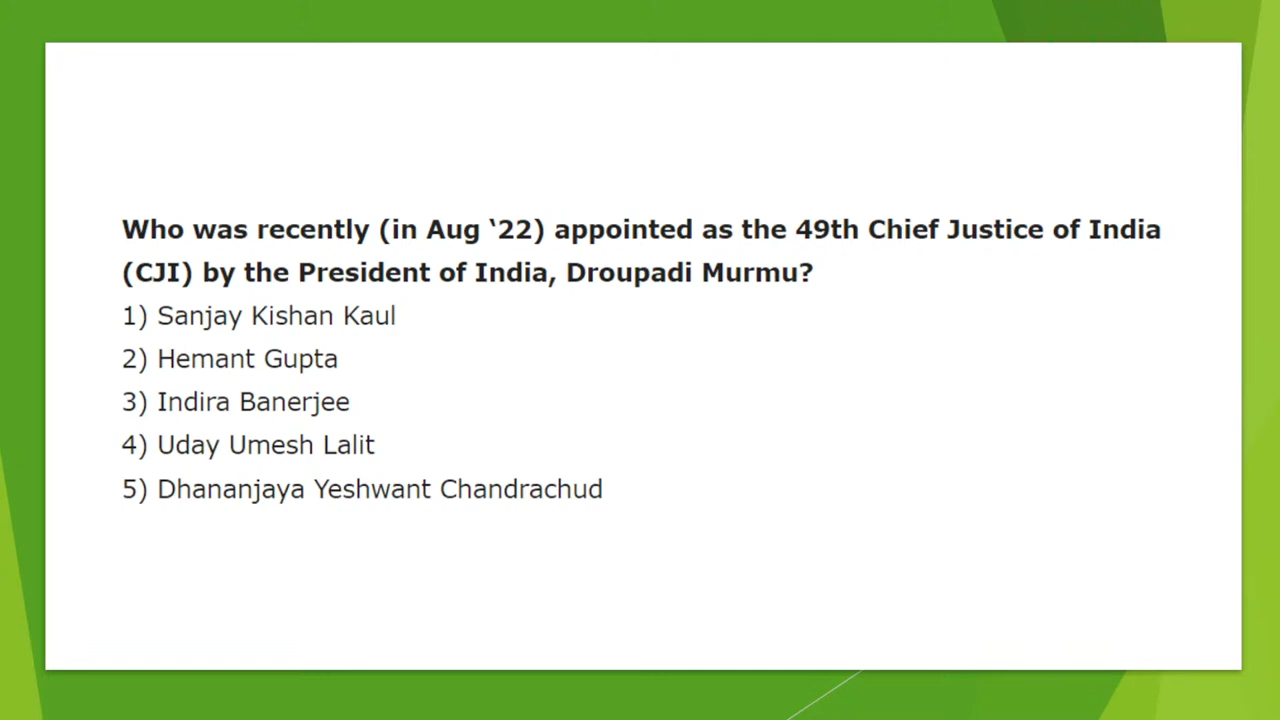 Who was recently (in Aug ‘22) appointed as the 49th Chief Justice of India
(CJI) by the President of India, Droupadi Murmu?
1) Sanjay Kishan Kaul
2) Hemant Gupta
3) Indira Banerjee
4) Uday Umesh Lalit
5) Dhananjaya Yeshwant Chandrachud